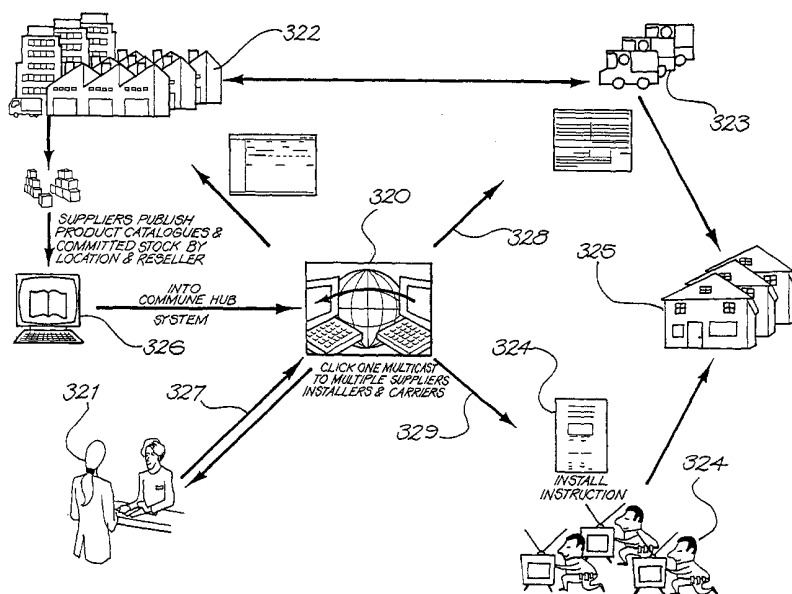 322
323
SUPPLIERS PUBLISH
PRODUCT CATALOGUES &
COMMITTED STOCK BY
LOCATION & RESELLER
320
328
325
INTO
COMMUNE HUB
SYSTEM
326
CLICK ONE MULTICAST
TO MULTIPLE SUPPLIERS
INSTALLERS & CARRIERS
321
327
329
324
INSTALL
INSTRUCTION
324